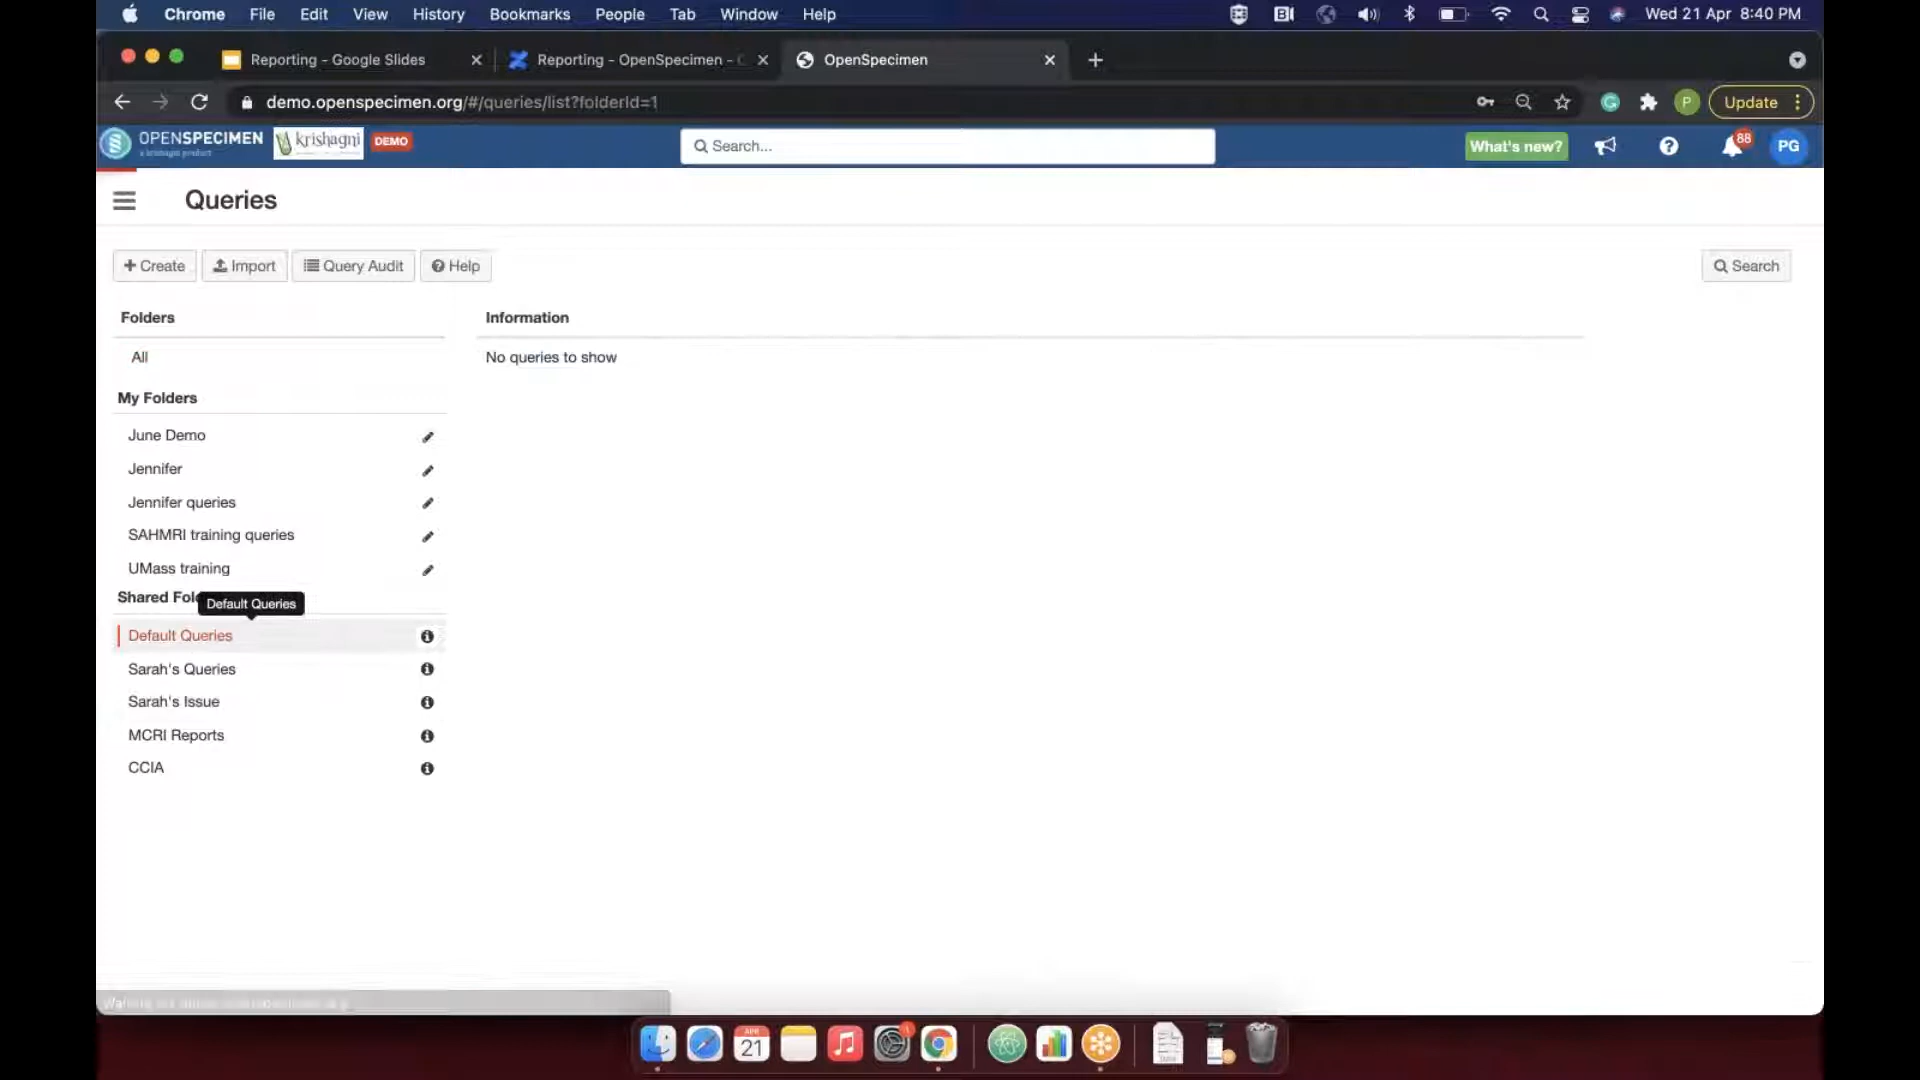 Chrome File Edit View History Bookmarks People Tab Window Help Wed 21 Apr 8:40 PM
Reporting - Google Slides Reporting - OpenSpecimen - OpenSpecimen
demo.openspecimen.org/#/queries/list?folderId=1 P Update
OPENSPECIMEN krishagni DEMO Search... What's new? 88 PG
Queries
Create Import Query Audit Help Search
Folders Information
All No queries to show
My Folders
June Demo
Jennifer
Jennifer queries
SAHMRI training queries
UMass training
Shared
Default Queries
Default Queries
Sarah's Queries
Sarah's Issue
MCRI Reports
CCIA
APR
21
1